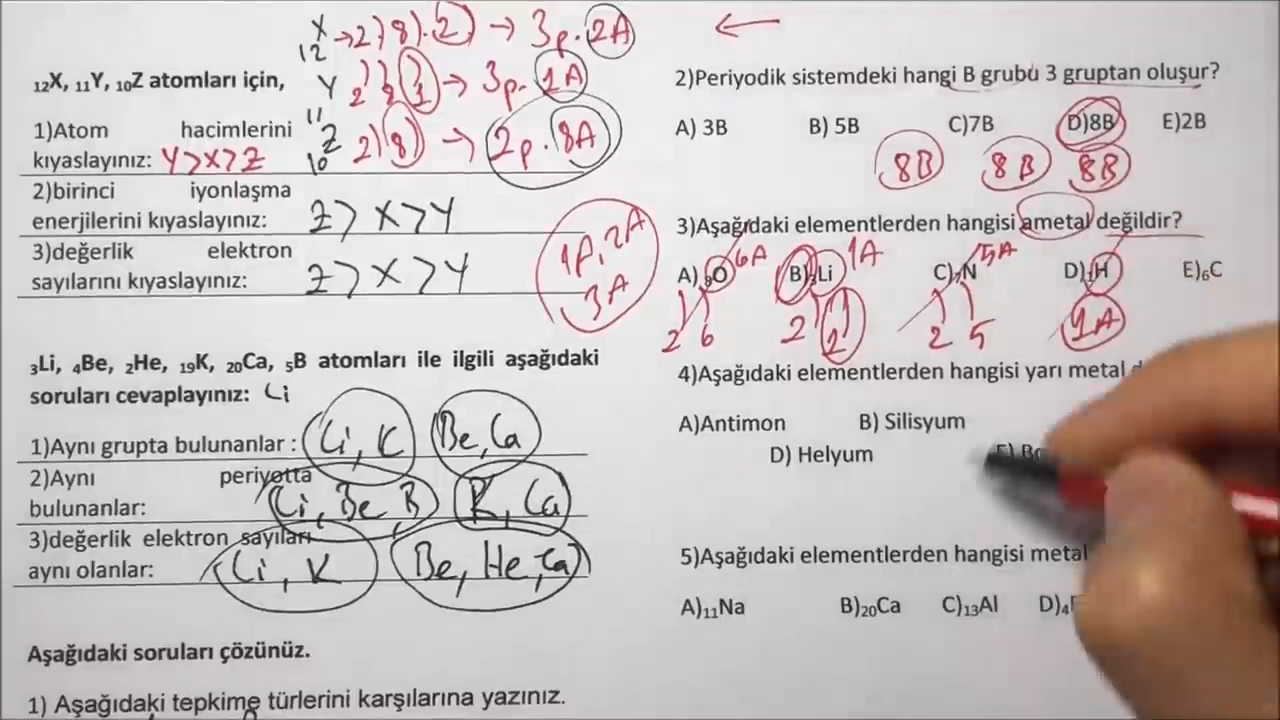 X
12 →2)8).2) → 3p.2A
₁₂X, ₁₁Y, ₁₀Z atomları için,
Y
11 2) 8) 1) → 3p. 1A
1)Atom hacimlerini
kıyaslayınız: Y>X>Z
Z
10 2)8) → 2p.8A
2)birinci iyonlaşma
enerjilerini kıyaslayınız: Z>X>Y
3)değerlik elektron
sayılarını kıyaslayınız: Z>X>Y
1A, 2A
3A
₃Li, ₄Be, ₂He, ₁₉K, ₂₀Ca, ₅B atomları ile ilgili aşağıdaki
soruları cevaplayınız: Li
1)Aynı grupta bulunanlar : Li, K Be, Ca
2)Aynı periyotta
bulunanlar: Li, Be, B K, Ca
3)değerlik elektron sayıları
aynı olanlar: Li, K Be, He, Ca
Aşağıdaki soruları çözünüz.
1) Aşağıdaki tepkime türlerini karşılarına yazınız.
←
2)Periyodik sistemdeki hangi B grubu 3 gruptan oluşur?
A) 3B B) 5B C)7B D)8B E)2B
8B 8B 8B
3)Aşağıdaki elementlerden hangisi ametal değildir?
6A 1A 5A
A)₈O B)₃Li C)₇N D)₁H E)₆C
2 6 2 1 2 5 1A
4)Aşağıdaki elementlerden hangisi yarı metal
A)Antimon B) Silisyum
D) Helyum
5)Aşağıdaki elementlerden hangisi metal
A)₁₁Na B)₂₀Ca C)₁₃Al D)₄